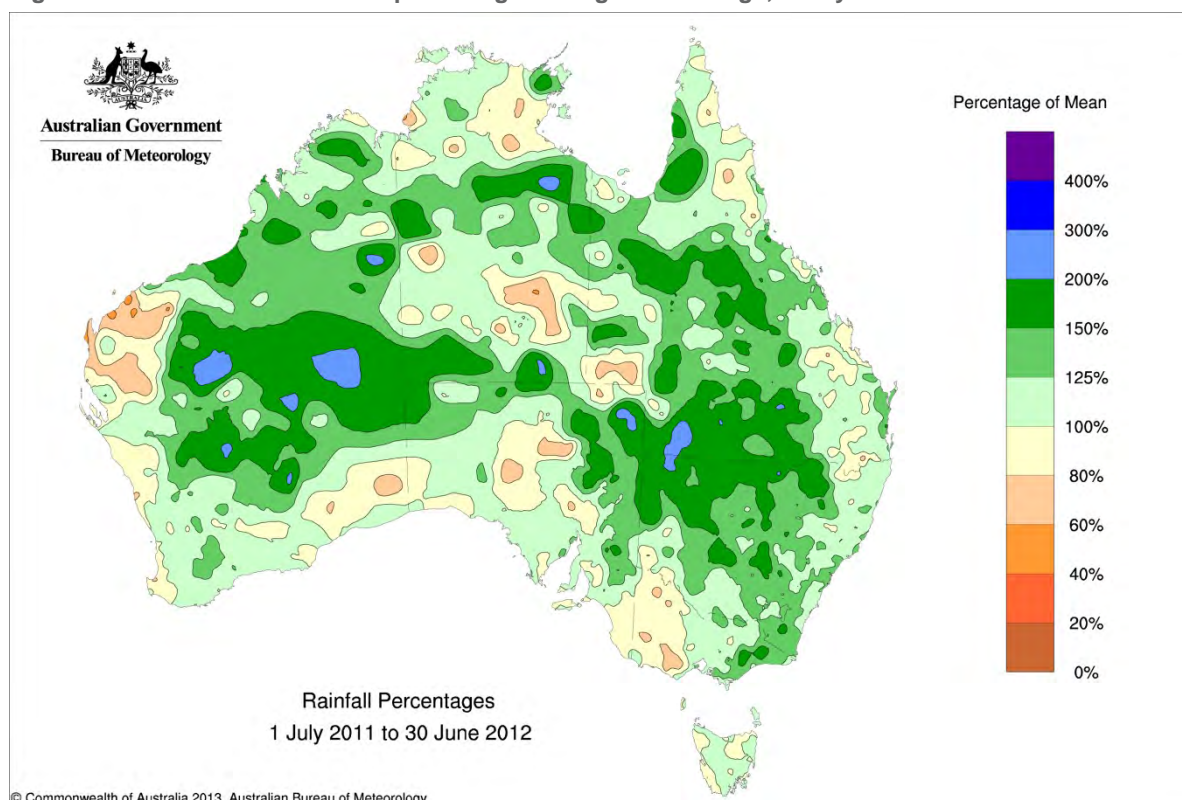 Australian Government
Bureau of Meteorology
Percentage of Mean
400%
300%
200%
150%
125%
100%
80%
60%
40%
20%
0%
Rainfall Percentages
1 July 2011 to 30 June 2012
© Commonwealth of Australia 2013, Australian Bureau of Meteorology